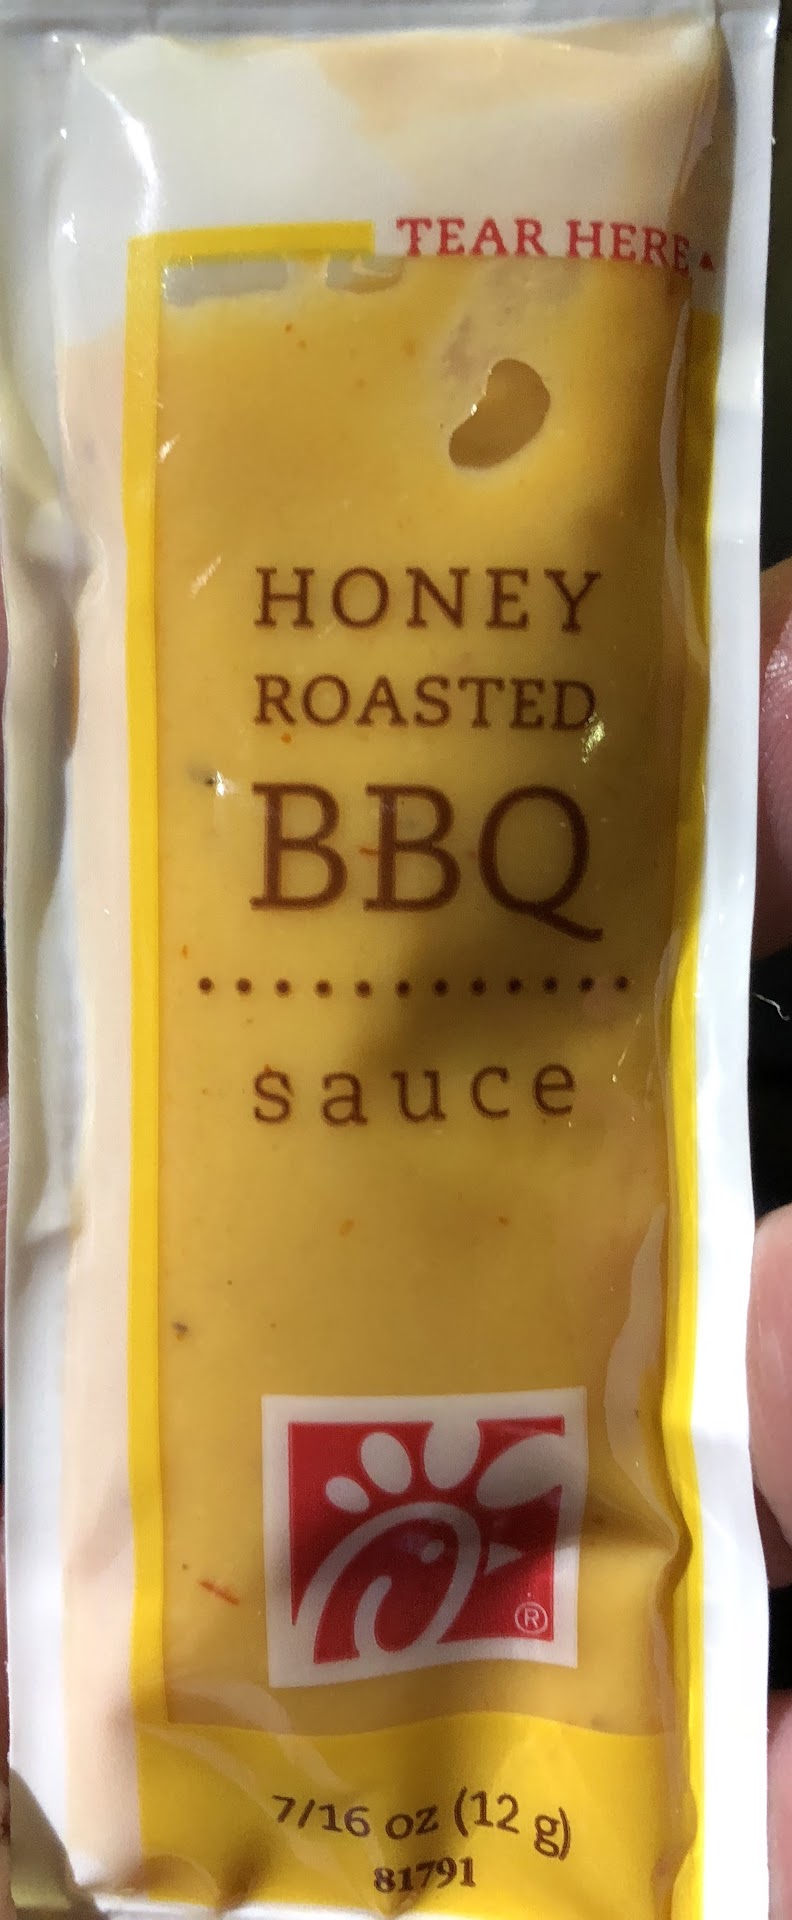 TEAR HERE ▲
HONEY
ROASTED
BBQ
sauce
®
7/16 oz (12 g)
81791